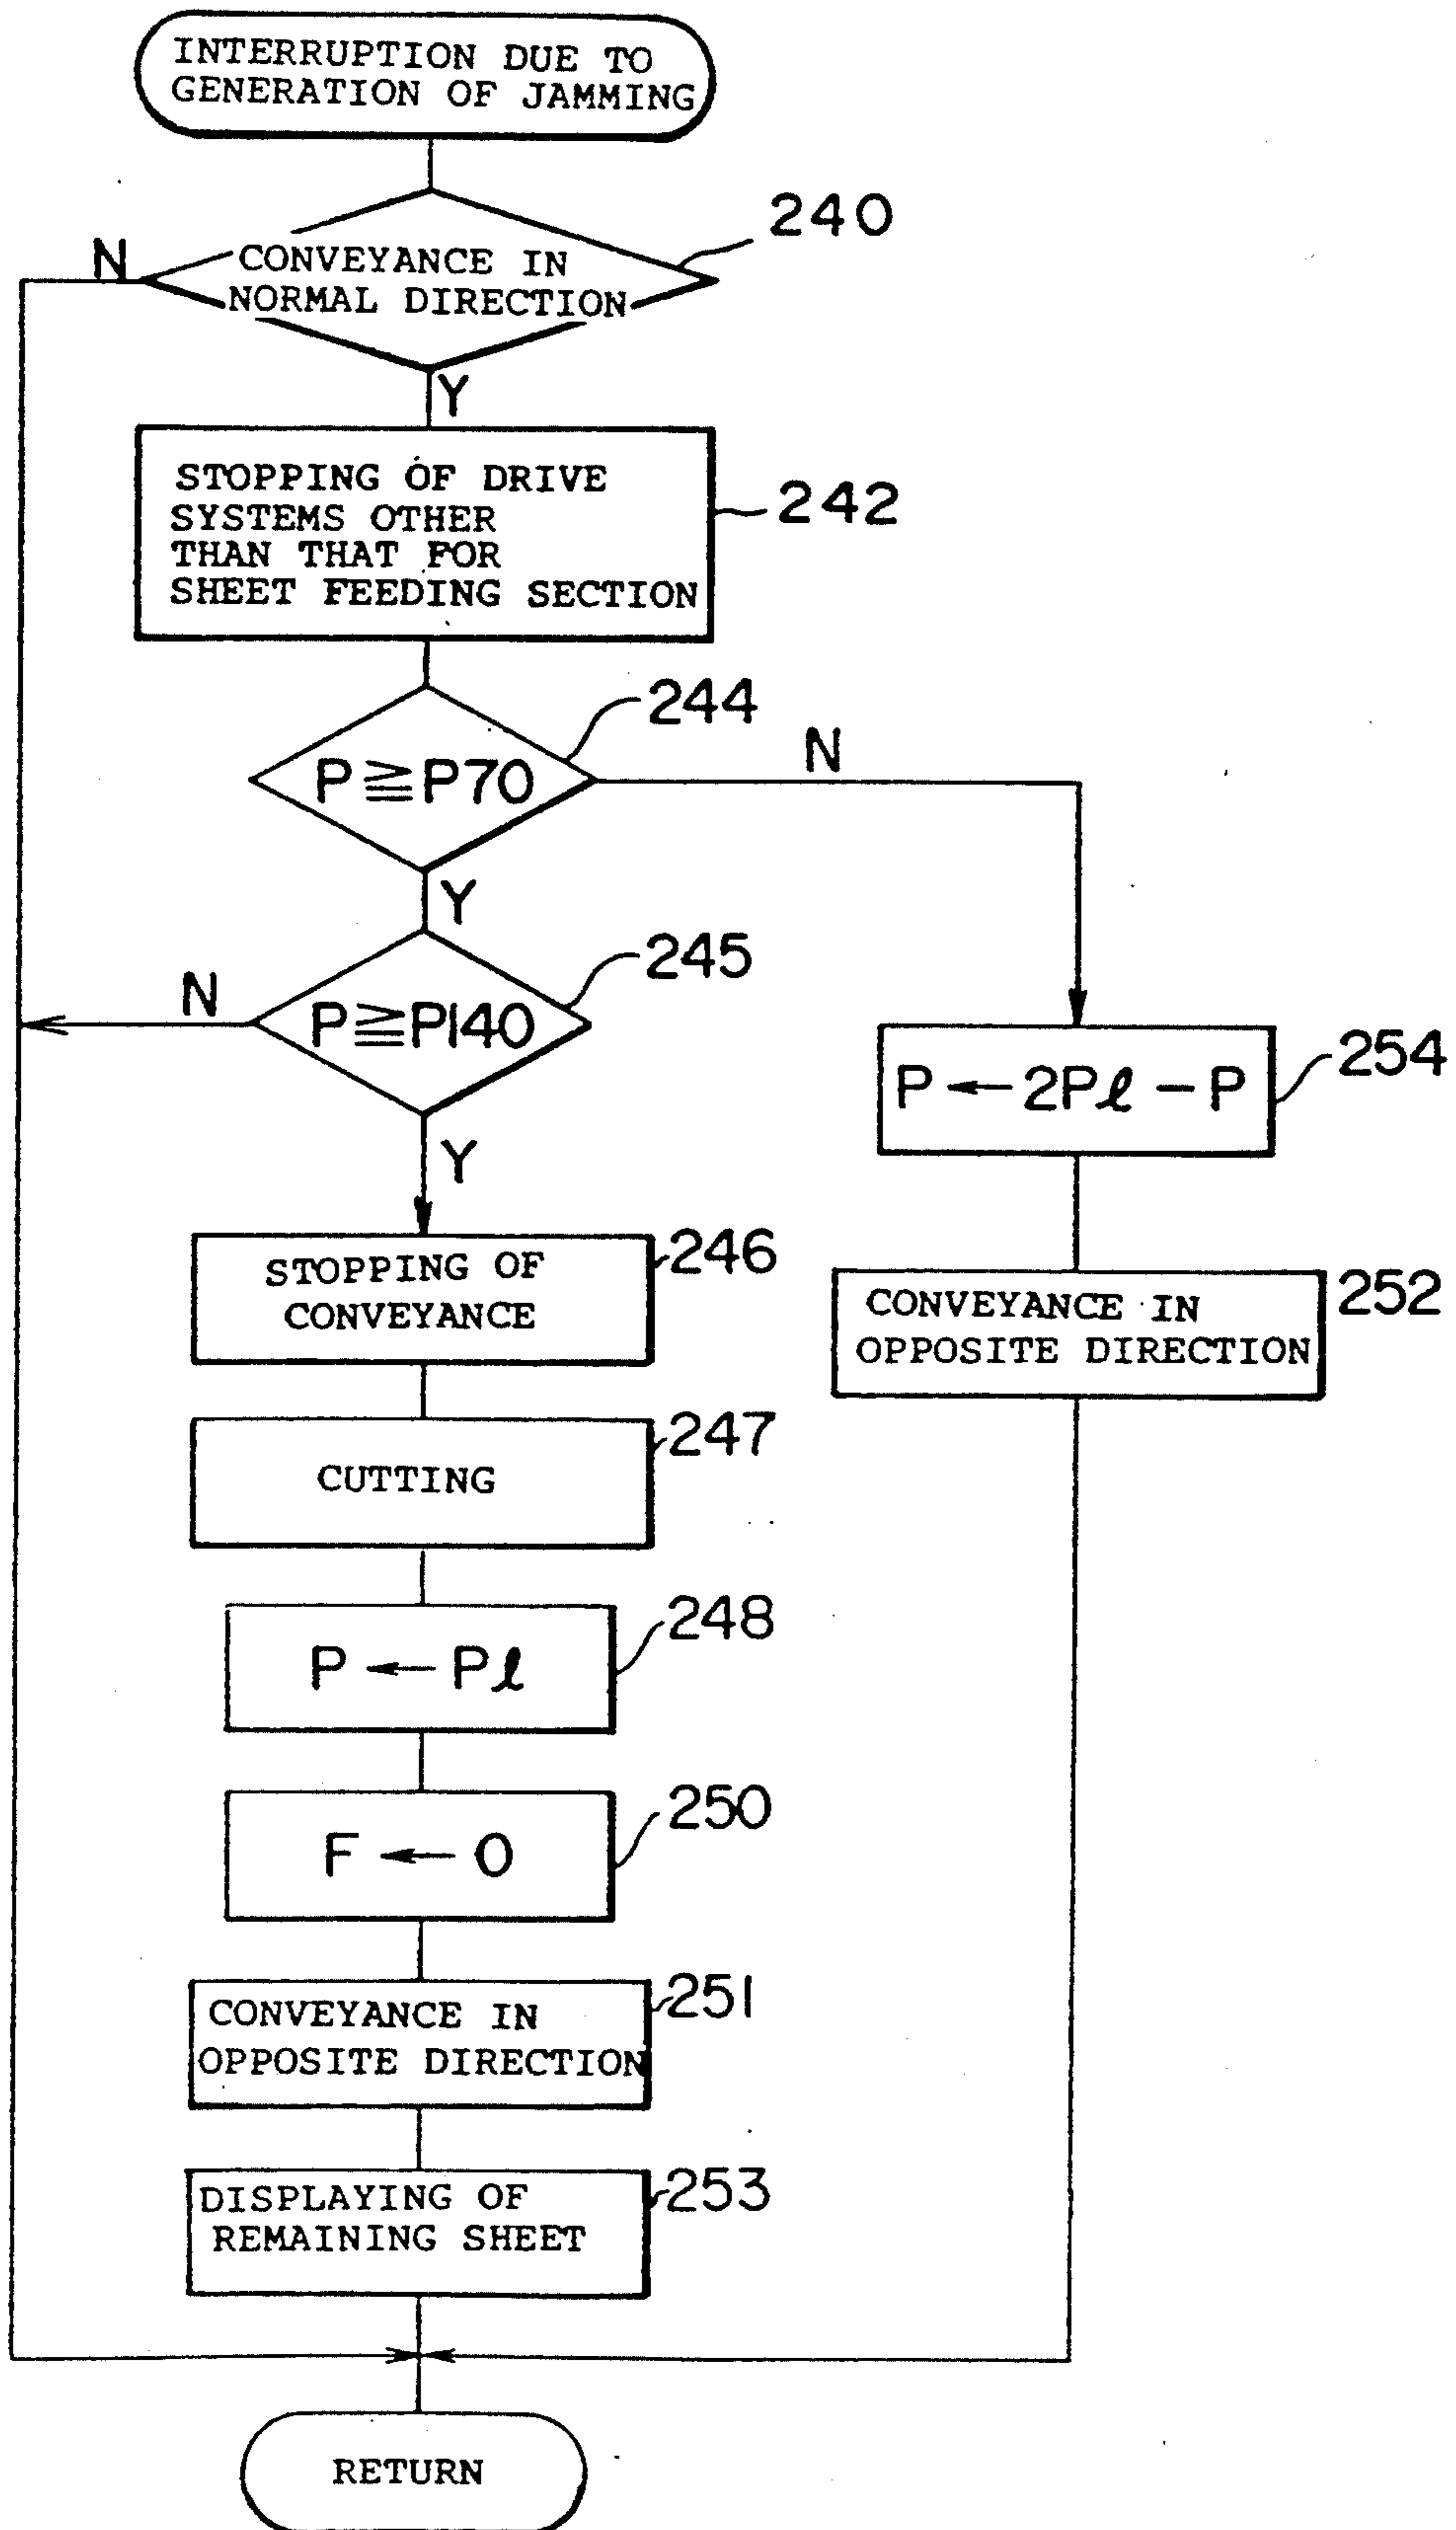 INTERRUPTION DUE TO
GENERATION OF JAMMING
240
N
CONVEYANCE IN
NORMAL DIRECTION
Y
STOPPING OF DRIVE
SYSTEMS OTHER
THAN THAT FOR
SHEET FEEDING SECTION
242
244
P≧P70
N
Y
245
P≧P140
N
Y
254
P ← 2Pℓ − P
246
STOPPING OF
CONVEYANCE
252
CONVEYANCE IN
OPPOSITE DIRECTION
247
CUTTING
248
P ← Pℓ
250
F ← 0
251
CONVEYANCE IN
OPPOSITE DIRECTION
253
DISPLAYING OF
REMAINING SHEET
RETURN